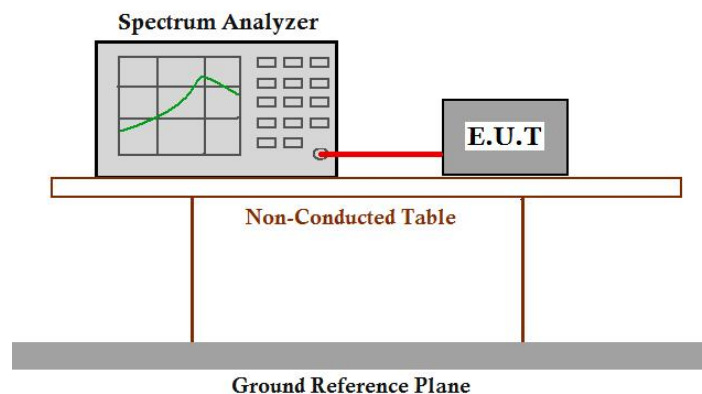 Spectrum Analyzer
E.U.T
Non-Conducted Table
Ground Reference Plane